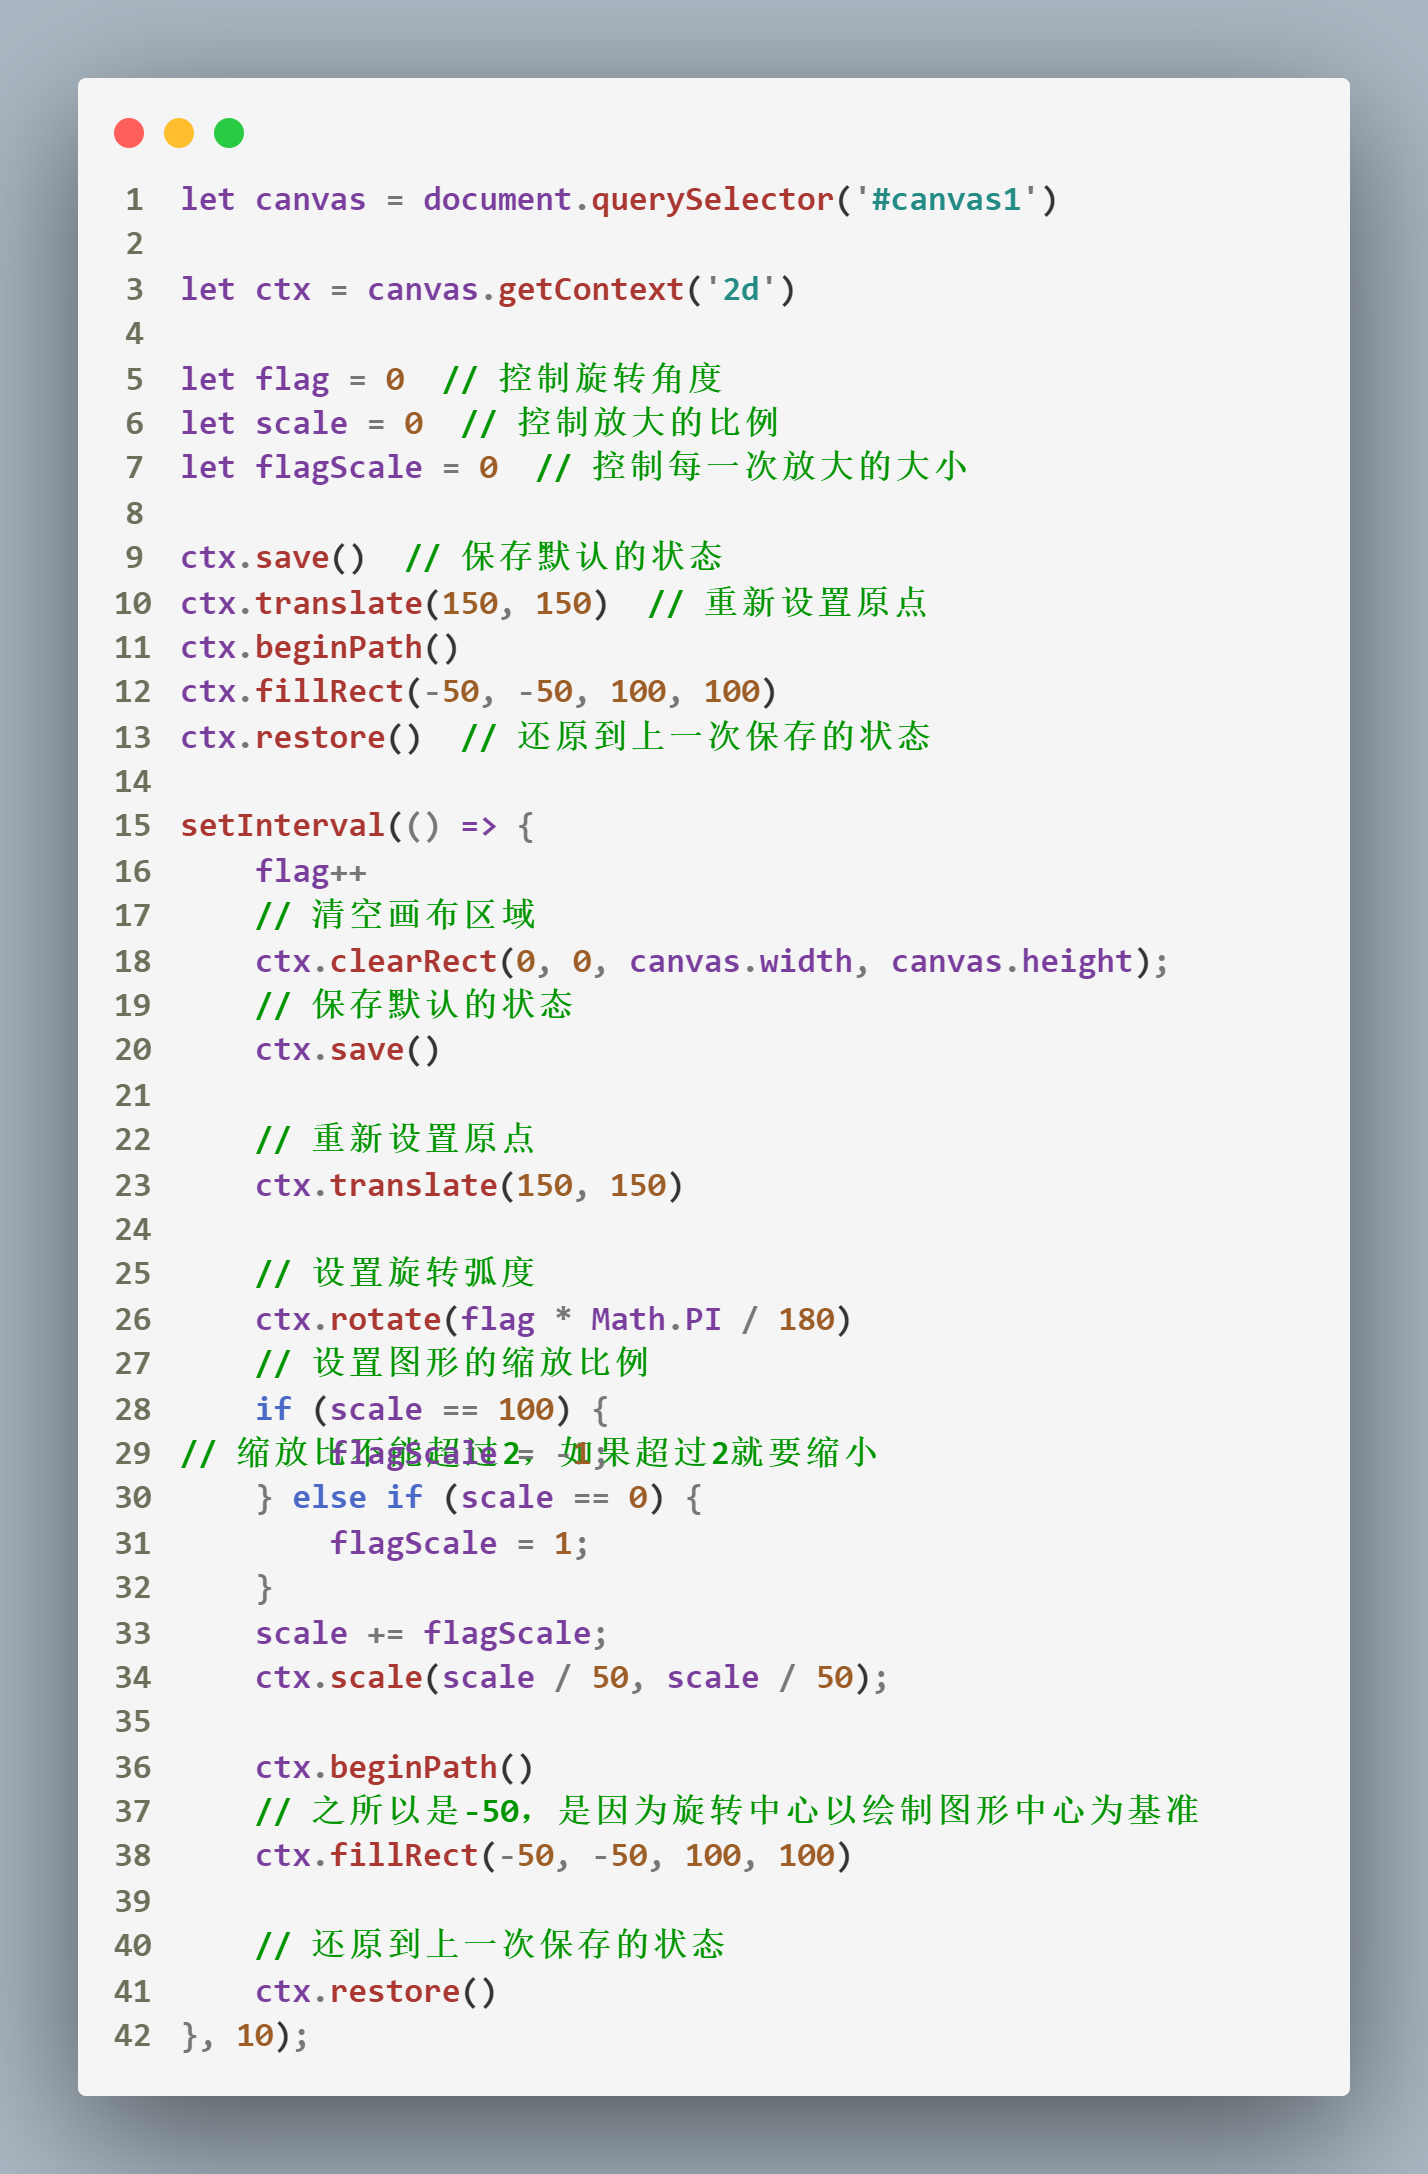 1 let canvas = document.querySelector('#canvas1')
2
3 let ctx = canvas.getContext('2d')
4
5 let flag = 0  // 控制旋转角度
6 let scale = 0  // 控制放大的比例
7 let flagScale = 0  // 控制每一次放大的大小
8
9 ctx.save()  // 保存默认的状态
10 ctx.translate(150, 150)  // 重新设置原点
11 ctx.beginPath()
12 ctx.fillRect(-50, -50, 100, 100)
13 ctx.restore()  // 还原到上一次保存的状态
14
15 setInterval(() => {
16     flag++
17     // 清空画布区域
18     ctx.clearRect(0, 0, canvas.width, canvas.height);
19     // 保存默认的状态
20     ctx.save()
21
22     // 重新设置原点
23     ctx.translate(150, 150)
24
25     // 设置旋转弧度
26     ctx.rotate(flag * Math.PI / 180)
27     // 设置图形的缩放比例
28     if (scale == 100) {
29 // 缩放比不能超过2，如果超过2就要缩小
        flagScale = -1;
30     } else if (scale == 0) {
31         flagScale = 1;
32     }
33     scale += flagScale;
34     ctx.scale(scale / 50, scale / 50);
35
36     ctx.beginPath()
37     // 之所以是-50，是因为旋转中心以绘制图形中心为基准
38     ctx.fillRect(-50, -50, 100, 100)
39
40     // 还原到上一次保存的状态
41     ctx.restore()
42 }, 10);